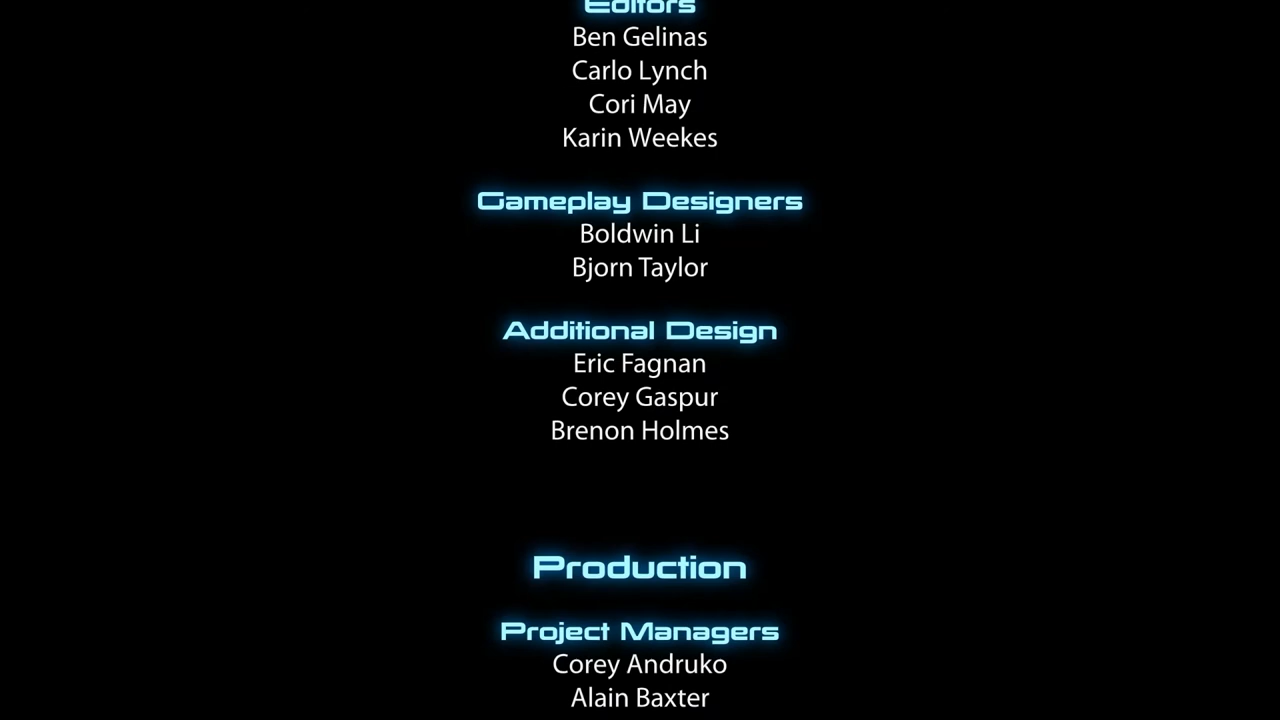 Editors
Ben Gelinas
Carlo Lynch
Cori May
Karin Weekes
Gameplay Designers
Boldwin Li
Bjorn Taylor
Additional Design
Eric Fagnan
Corey Gaspur
Brenon Holmes
Production
Project Managers
Corey Andruko
Alain Baxter